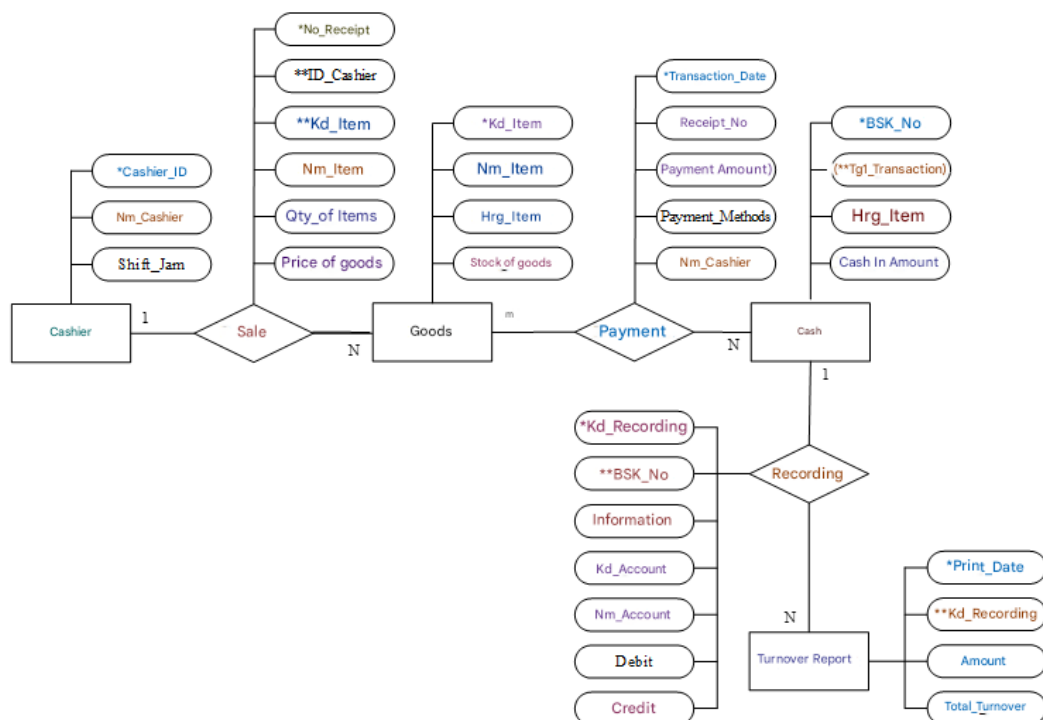 *No_Receipt
**ID_Cashier
**Kd_Item
Nm_Item
Qty_of Items
Price of goods
*Cashier_ID
Nm_Cashier
Shift_Jam
*Kd_Item
Nm_Item
Hrg_Item
Stock of goods
*Transaction_Date
Receipt_No
Payment Amount)
Payment_Methods
Nm_Cashier
*BSK_No
(**Tg1_Transaction)
Hrg_Item
Cash In Amount
Cashier
1
Sale
N
Goods
m
Payment
N
Cash
1
*Kd_Recording
**BSK_No
Information
Kd_Account
Nm_Account
Debit
Credit
Recording
N
Turnover Report
*Print_Date
**Kd_Recording
Amount
Total_Turnover